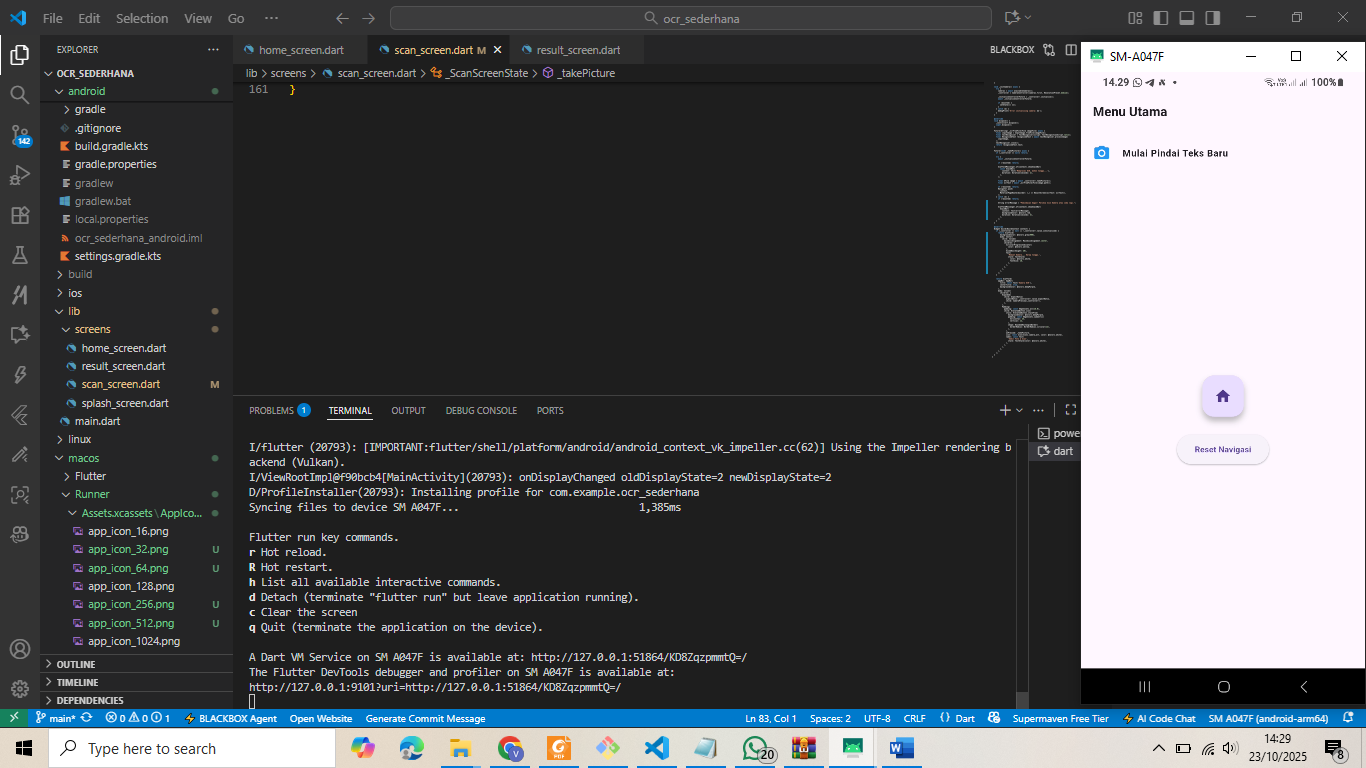 File Edit Selection View Go ··· ocr_sederhana
EXPLORER ···
OCR_SEDERHANA
android
gradle
.gitignore
build.gradle.kts
gradle.properties
gradlew
gradlew.bat
local.properties
ocr_sederhana_android.iml
settings.gradle.kts
build
ios
lib
screens
home_screen.dart
result_screen.dart
scan_screen.dart M
splash_screen.dart
main.dart
linux
macos
Flutter
Runner
Assets.xcassets\AppIco...
app_icon_16.png
app_icon_32.png U
app_icon_64.png U
app_icon_128.png
app_icon_256.png U
app_icon_512.png U
app_icon_1024.png
OUTLINE
TIMELINE
DEPENDENCIES
142
home_screen.dart scan_screen.dart M result_screen.dart BLACKBOX
lib > screens > scan_screen.dart > _ScanScreenState > _takePicture
161 }
PROBLEMS 1 TERMINAL OUTPUT DEBUG CONSOLE PORTS
powe
dart
I/flutter (20793): [IMPORTANT:flutter/shell/platform/android/android_context_vk_impeller.cc(62)] Using the Impeller rendering b
ackend (Vulkan).
I/ViewRootImpl@f90bcb4[MainActivity](20793): onDisplayChanged oldDisplayState=2 newDisplayState=2
D/ProfileInstaller(20793): Installing profile for com.example.ocr_sederhana
Syncing files to device SM A047F... 1,385ms
Flutter run key commands.
r Hot reload.
R Hot restart.
h List all available interactive commands.
d Detach (terminate "flutter run" but leave application running).
c Clear the screen
q Quit (terminate the application on the device).
A Dart VM Service on SM A047F is available at: http://127.0.0.1:51864/KD8ZqzpmmtQ=/
The Flutter DevTools debugger and profiler on SM A047F is available at:
http://127.0.0.1:9101?uri=http://127.0.0.1:51864/KD8ZqzpmmtQ=/
SM-A047F
14.29 100%
Menu Utama
Mulai Pindai Teks Baru
Reset Navigasi
main* 0 0 1 BLACKBOX Agent Open Website Generate Commit Message Ln 83, Col 1 Spaces: 2 UTF-8 CRLF {} Dart Supermaven Free Tier AI Code Chat SM A047F (android-arm64)
Type here to search
20
14:29
23/10/2025
8